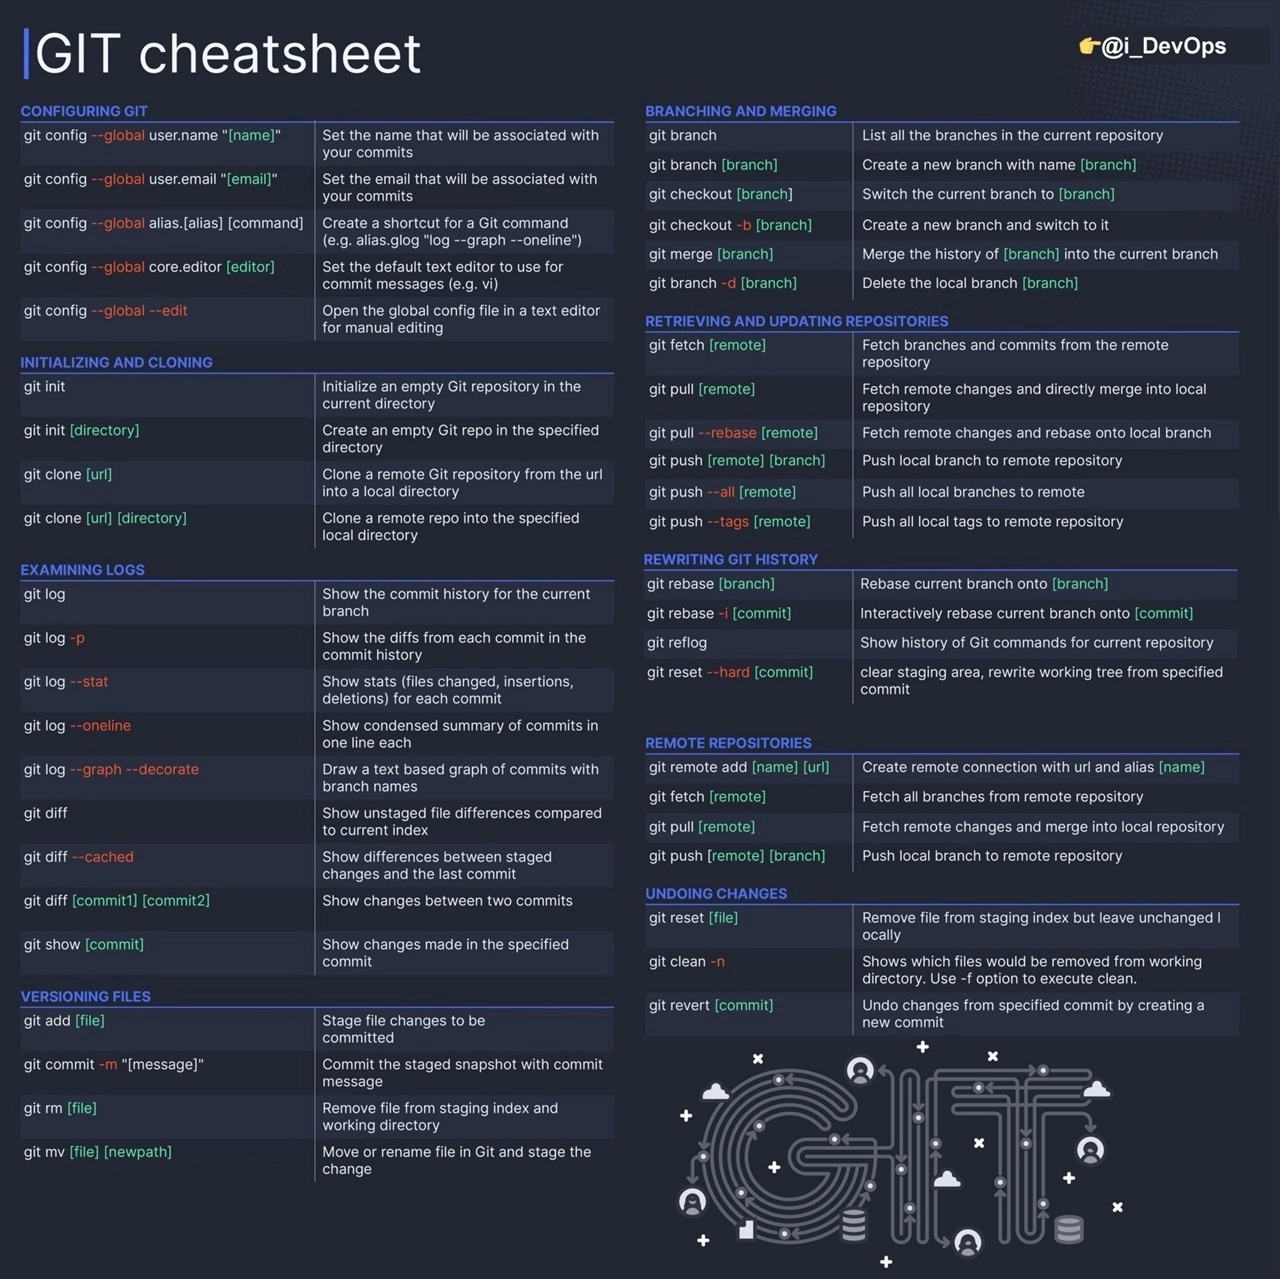 GIT cheatsheet
👉@i_DevOps
CONFIGURING GIT
git config --global user.name "[name]"
Set the name that will be associated with
your commits
git config --global user.email "[email]"
Set the email that will be associated with
your commits
git config --global alias.[alias] [command]
Create a shortcut for a Git command
(e.g. alias.glog "log --graph --oneline")
git config --global core.editor [editor]
Set the default text editor to use for
commit messages (e.g. vi)
git config --global --edit
Open the global config file in a text editor
for manual editing
INITIALIZING AND CLONING
git init
Initialize an empty Git repository in the
current directory
git init [directory]
Create an empty Git repo in the specified
directory
git clone [url]
Clone a remote Git repository from the url
into a local directory
git clone [url] [directory]
Clone a remote repo into the specified
local directory
EXAMINING LOGS
git log
Show the commit history for the current
branch
git log -p
Show the diffs from each commit in the
commit history
git log --stat
Show stats (files changed, insertions,
deletions) for each commit
git log --oneline
Show condensed summary of commits in
one line each
git log --graph --decorate
Draw a text based graph of commits with
branch names
git diff
Show unstaged file differences compared
to current index
git diff --cached
Show differences between staged
changes and the last commit
git diff [commit1] [commit2]
Show changes between two commits
git show [commit]
Show changes made in the specified
commit
VERSIONING FILES
git add [file]
Stage file changes to be
committed
git commit -m "[message]"
Commit the staged snapshot with commit
message
git rm [file]
Remove file from staging index and
working directory
git mv [file] [newpath]
Move or rename file in Git and stage the
change
BRANCHING AND MERGING
git branch
List all the branches in the current repository
git branch [branch]
Create a new branch with name [branch]
git checkout [branch]
Switch the current branch to [branch]
git checkout -b [branch]
Create a new branch and switch to it
git merge [branch]
Merge the history of [branch] into the current branch
git branch -d [branch]
Delete the local branch [branch]
RETRIEVING AND UPDATING REPOSITORIES
git fetch [remote]
Fetch branches and commits from the remote
repository
git pull [remote]
Fetch remote changes and directly merge into local
repository
git pull --rebase [remote]
Fetch remote changes and rebase onto local branch
git push [remote] [branch]
Push local branch to remote repository
git push --all [remote]
Push all local branches to remote
git push --tags [remote]
Push all local tags to remote repository
REWRITING GIT HISTORY
git rebase [branch]
Rebase current branch onto [branch]
git rebase -i [commit]
Interactively rebase current branch onto [commit]
git reflog
Show history of Git commands for current repository
git reset --hard [commit]
clear staging area, rewrite working tree from specified
commit
REMOTE REPOSITORIES
git remote add [name] [url]
Create remote connection with url and alias [name]
git fetch [remote]
Fetch all branches from remote repository
git pull [remote]
Fetch remote changes and merge into local repository
git push [remote] [branch]
Push local branch to remote repository
UNDOING CHANGES
git reset [file]
Remove file from staging index but leave unchanged l
ocally
git clean -n
Shows which files would be removed from working
directory. Use -f option to execute clean.
git revert [commit]
Undo changes from specified commit by creating a
new commit
GIT